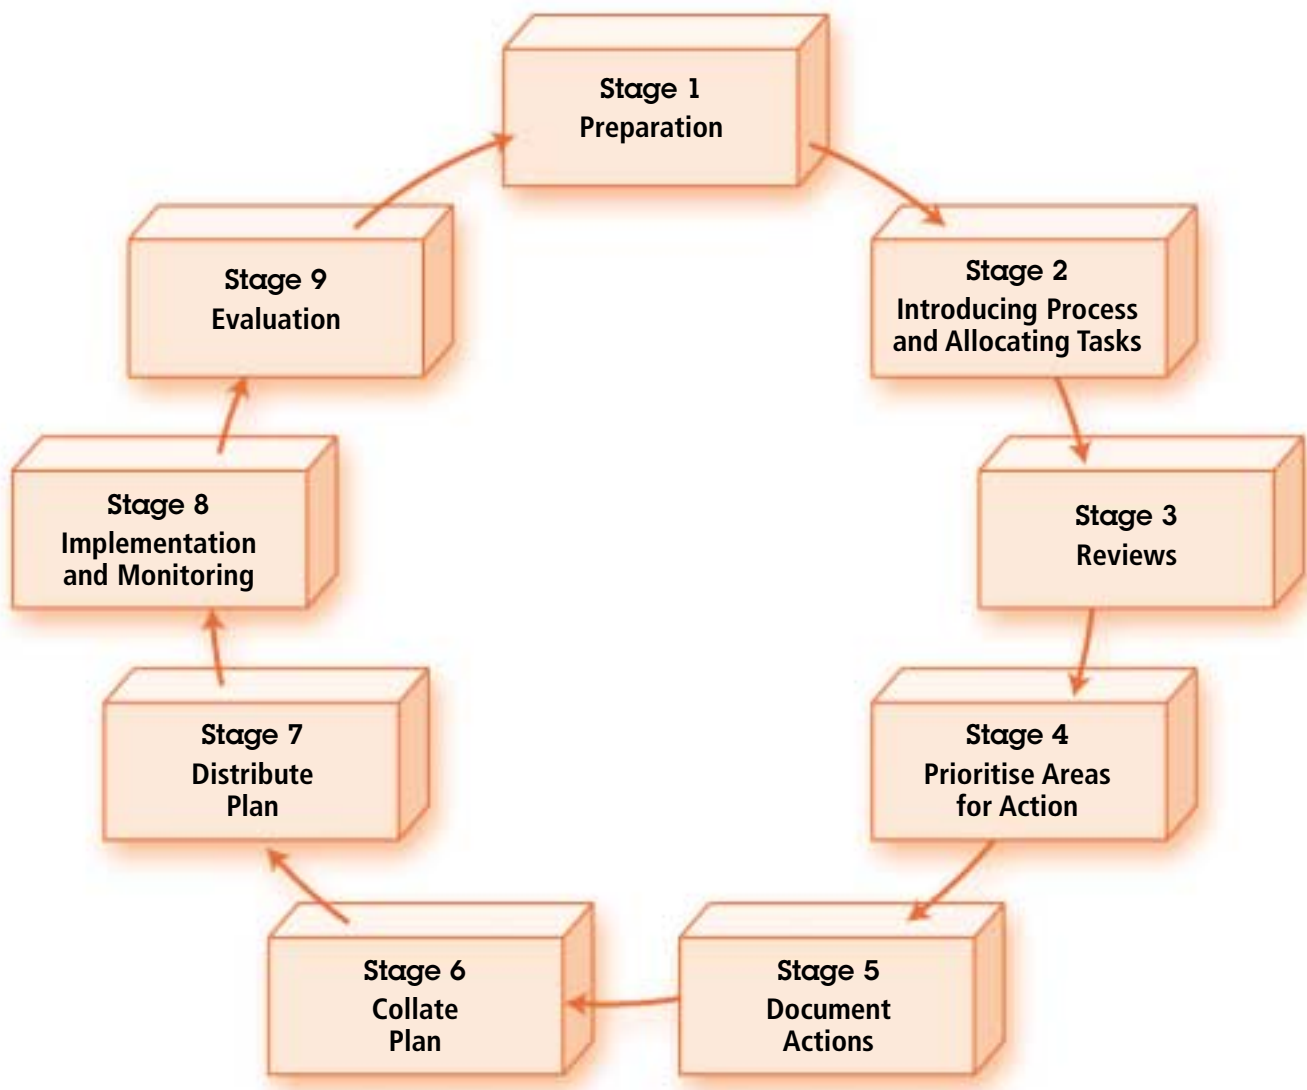 Stage 1
Preparation
Stage 2
Introducing Process
and Allocating Tasks
Stage 3
Reviews
Stage 4
Prioritise Areas
for Action
Stage 5
Document
Actions
Stage 6
Collate
Plan
Stage 7
Distribute
Plan
Stage 8
Implementation
and Monitoring
Stage 9
Evaluation